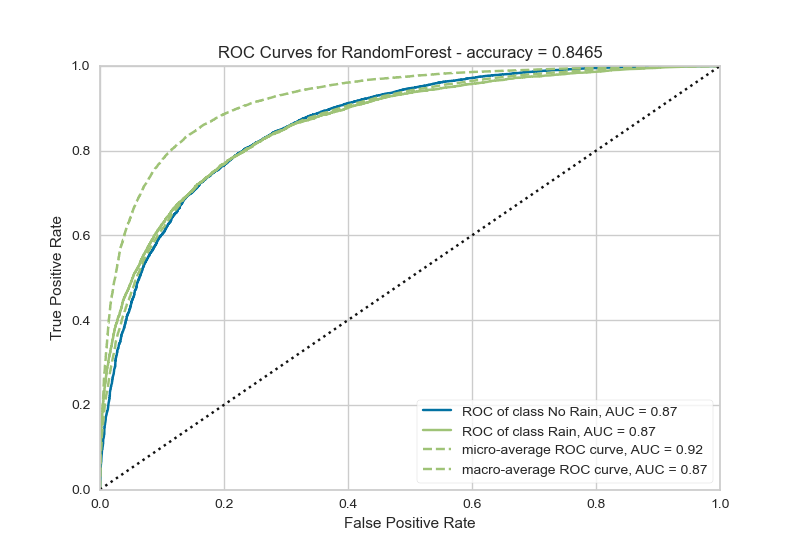 ROC Curves for RandomForest - accuracy = 0.8465
1.0
0.8
0.6
0.4
0.2
0.0
True Positive Rate
0.0 0.2 0.4 0.6 0.8 1.0
False Positive Rate
ROC of class No Rain, AUC = 0.87
ROC of class Rain, AUC = 0.87
micro-average ROC curve, AUC = 0.92
macro-average ROC curve, AUC = 0.87